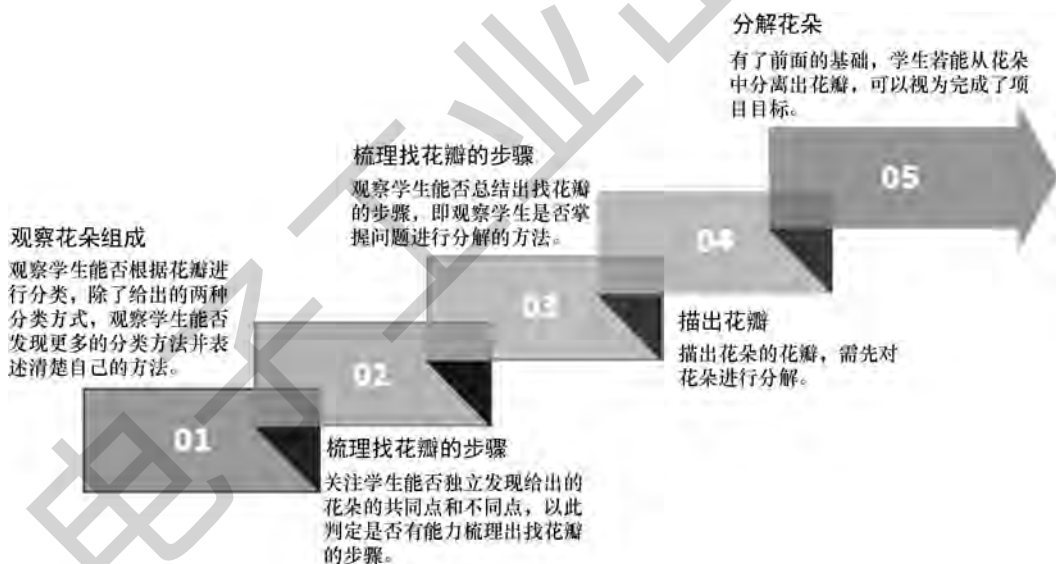 观察花朵组成
观察学生能否根据花瓣进
行分类，除了给出的两种
分类方式，观察学生能否
发现更多的分类方法并表
述清楚自己的方法。
01
梳理找花瓣的步骤
关注学生能否独立发现给出的
花朵的共同点和不同点，以此
判定是否有能力梳理出找花瓣
的步骤。
02
梳理找花瓣的步骤
观察学生能否总结出找花瓣
的步骤，即观察学生是否掌
握问题进行分解的方法。
03
描出花瓣
描出花朵的花瓣，需先对
花朵进行分解。
04
分解花朵
有了前面的基础，学生若能从花朵
中分离出花瓣，可以视为完成了项
目目标。
05
电子工业